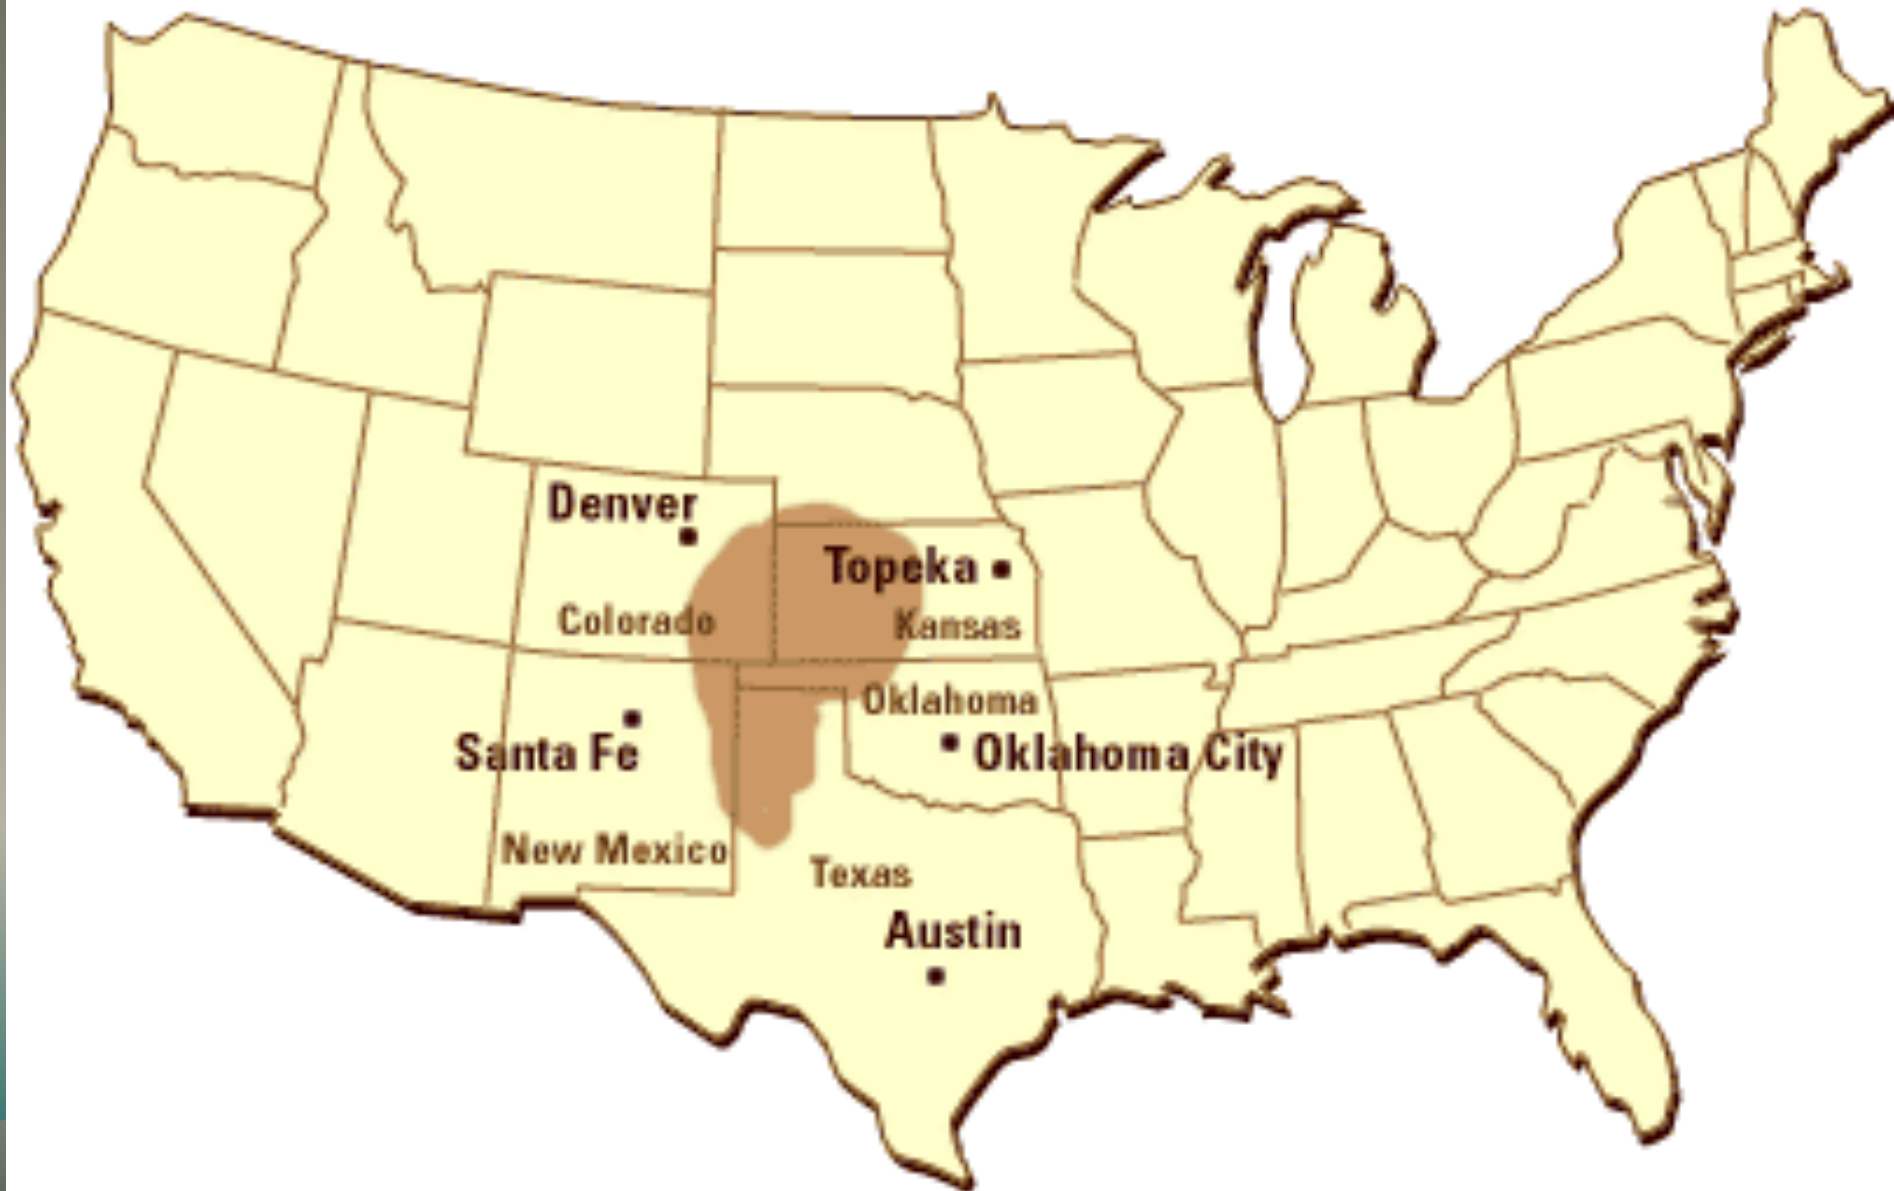 Denver
Topeka
Colorado
Kansas
Oklahoma
Santa Fe
Oklahoma City
New Mexico
Texas
Austin